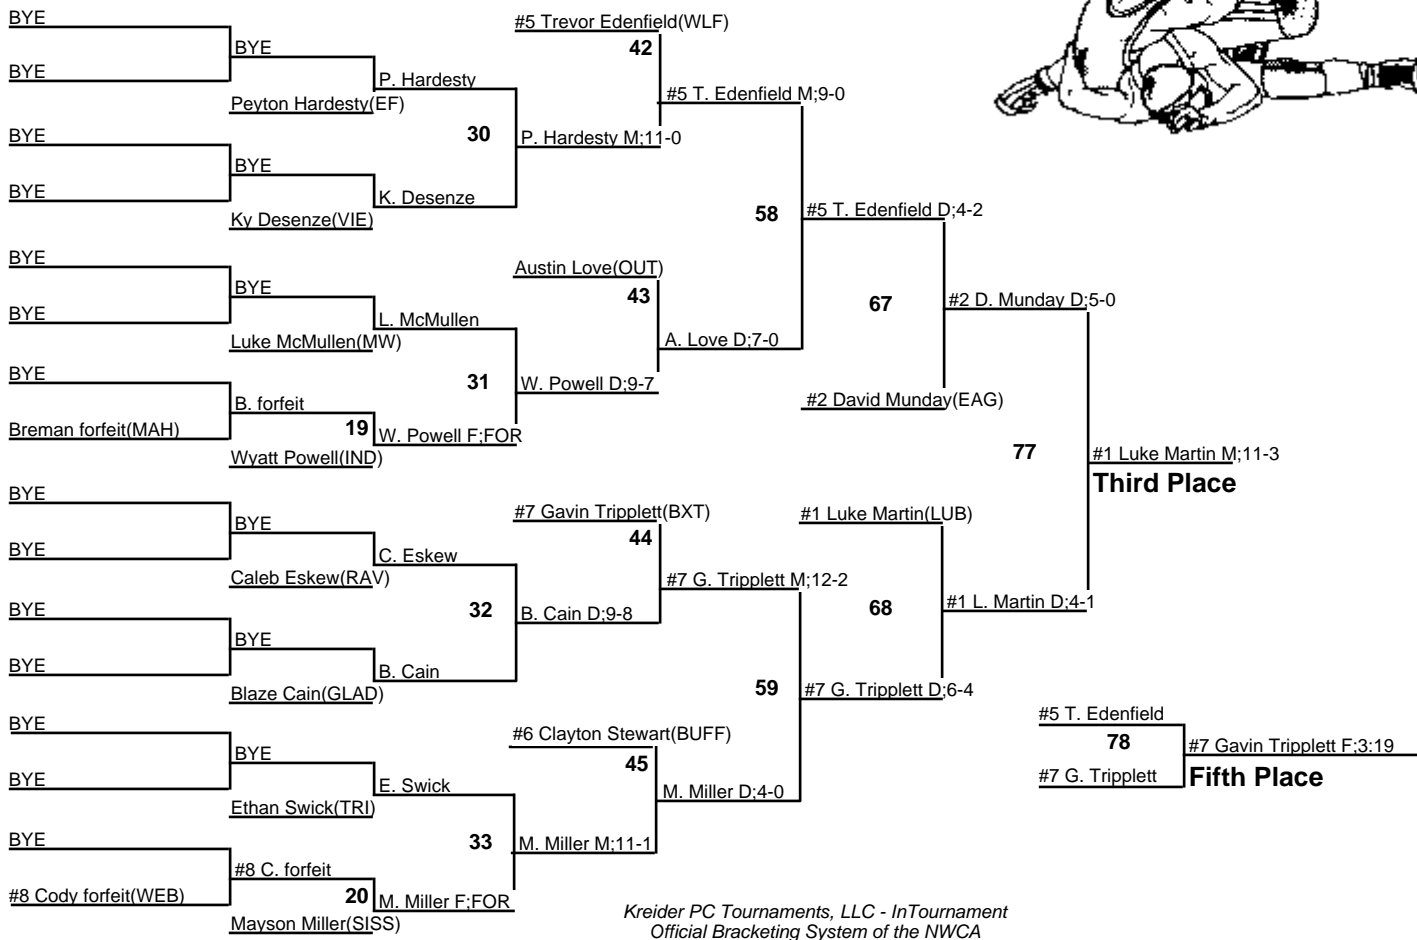 BYE
#5 Trevor Edenfield(WLF)
42
BYE
BYE
P. Hardesty
Peyton Hardesty(EF)
#5 T. Edenfield M;9-0
30
P. Hardesty M;11-0
BYE
BYE
BYE
K. Desenze
Ky Desenze(VIE)
58
#5 T. Edenfield D;4-2
BYE
Austin Love(OUT)
BYE
43
67
#2 D. Munday D;5-0
BYE
L. McMullen
Luke McMullen(MW)
A. Love D;7-0
BYE
31
W. Powell D;9-7
B. forfeit
#2 David Munday(EAG)
Breman forfeit(MAH)
19
W. Powell F;FOR
Wyatt Powell(IND)
77
#1 Luke Martin M;11-3
Third Place
BYE
#7 Gavin Tripplett(BXT)
#1 Luke Martin(LUB)
BYE
44
BYE
C. Eskew
Caleb Eskew(RAV)
#7 G. Tripplett M;12-2
BYE
32
B. Cain D;9-8
68
#1 L. Martin D;4-1
BYE
BYE
B. Cain
Blaze Cain(GLAD)
59
#7 G. Tripplett D;6-4
BYE
#6 Clayton Stewart(BUFF)
#5 T. Edenfield
BYE
45
78
#7 Gavin Tripplett F;3:19
BYE
E. Swick
#7 G. Tripplett
Fifth Place
Ethan Swick(TRI)
M. Miller D;4-0
BYE
33
M. Miller M;11-1
#8 C. forfeit
#8 Cody forfeit(WEB)
20
M. Miller F;FOR
Mayson Miller(SISS)
Kreider PC Tournaments, LLC - InTournament
Official Bracketing System of the NWCA